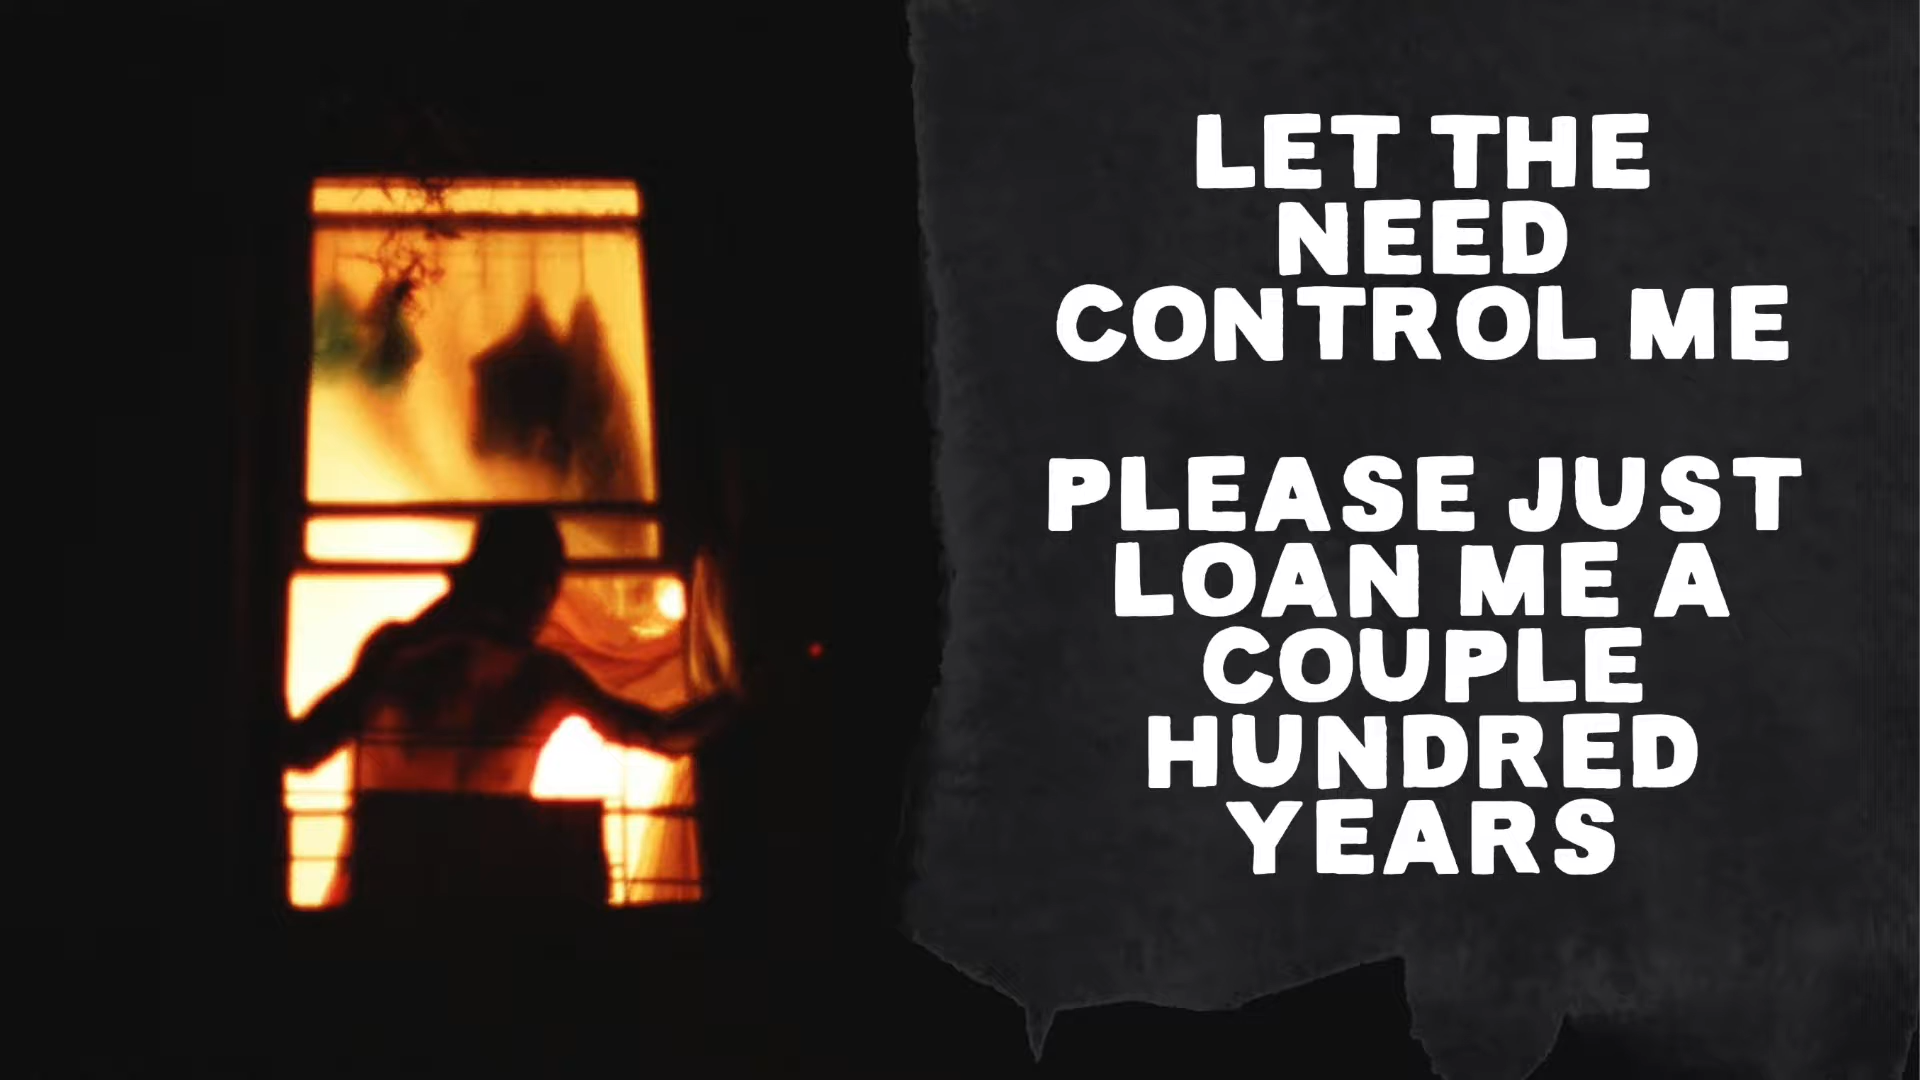 LET THE
NEED
CONTROL ME
PLEASE JUST
LOAN ME A
COUPLE
HUNDRED
YEARS